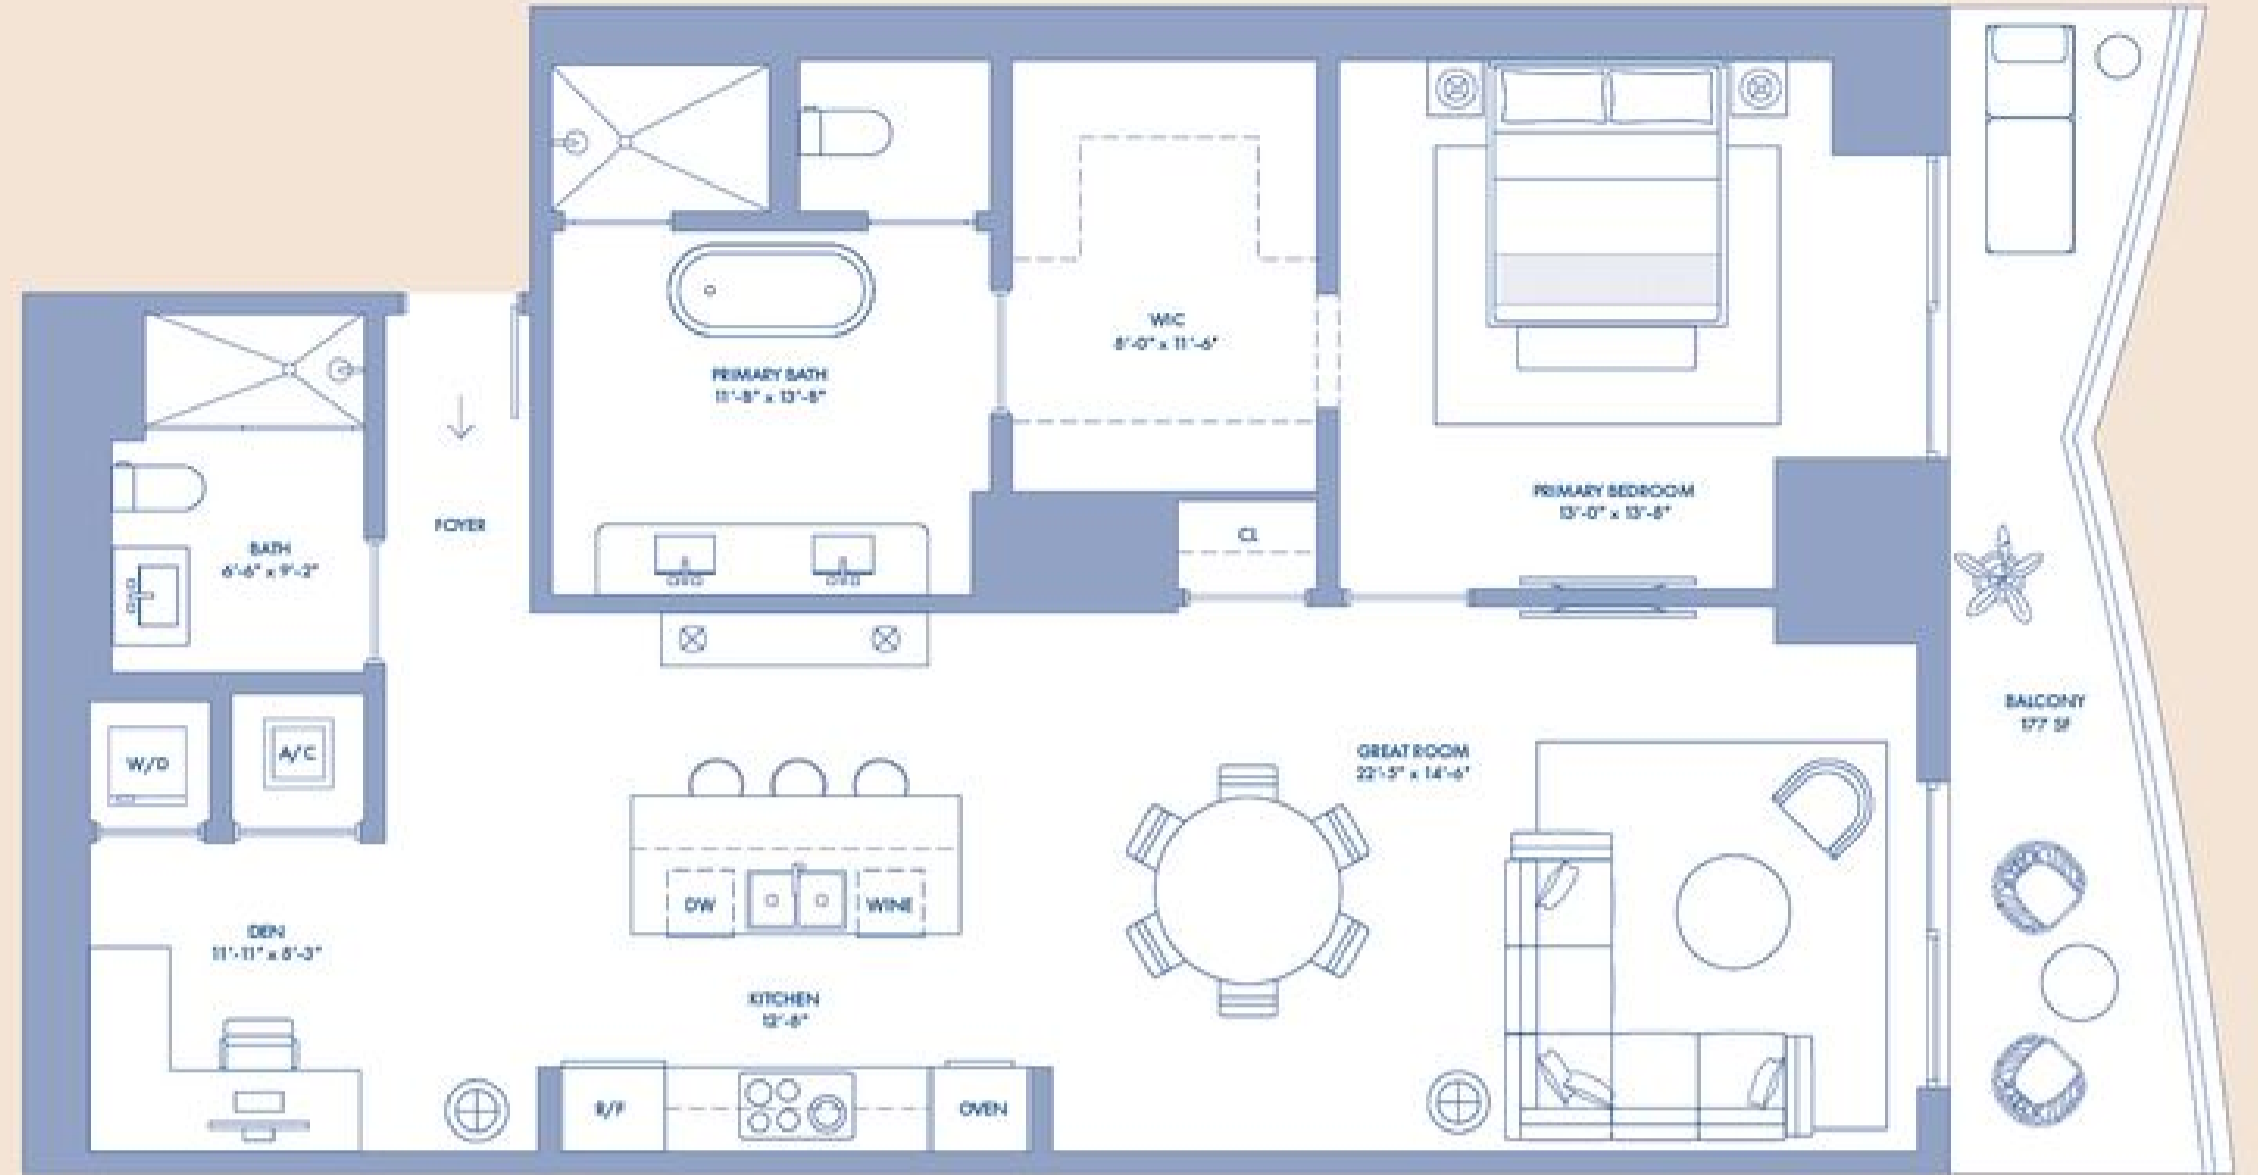 WIC
8'-0" x 11'-6"
PRIMARY BATH
11'-8" x 13'-8"
PRIMARY BEDROOM
13'-0" x 13'-8"
FOYER
CL
BATH
6'-6" x 9'-2"
BALCONY
177 SF
W/D
A/C
GREAT ROOM
22'-5" x 14'-6"
DW
WINE
DEN
11'-11" x 8'-3"
KITCHEN
12'-8"
R/F
OVEN